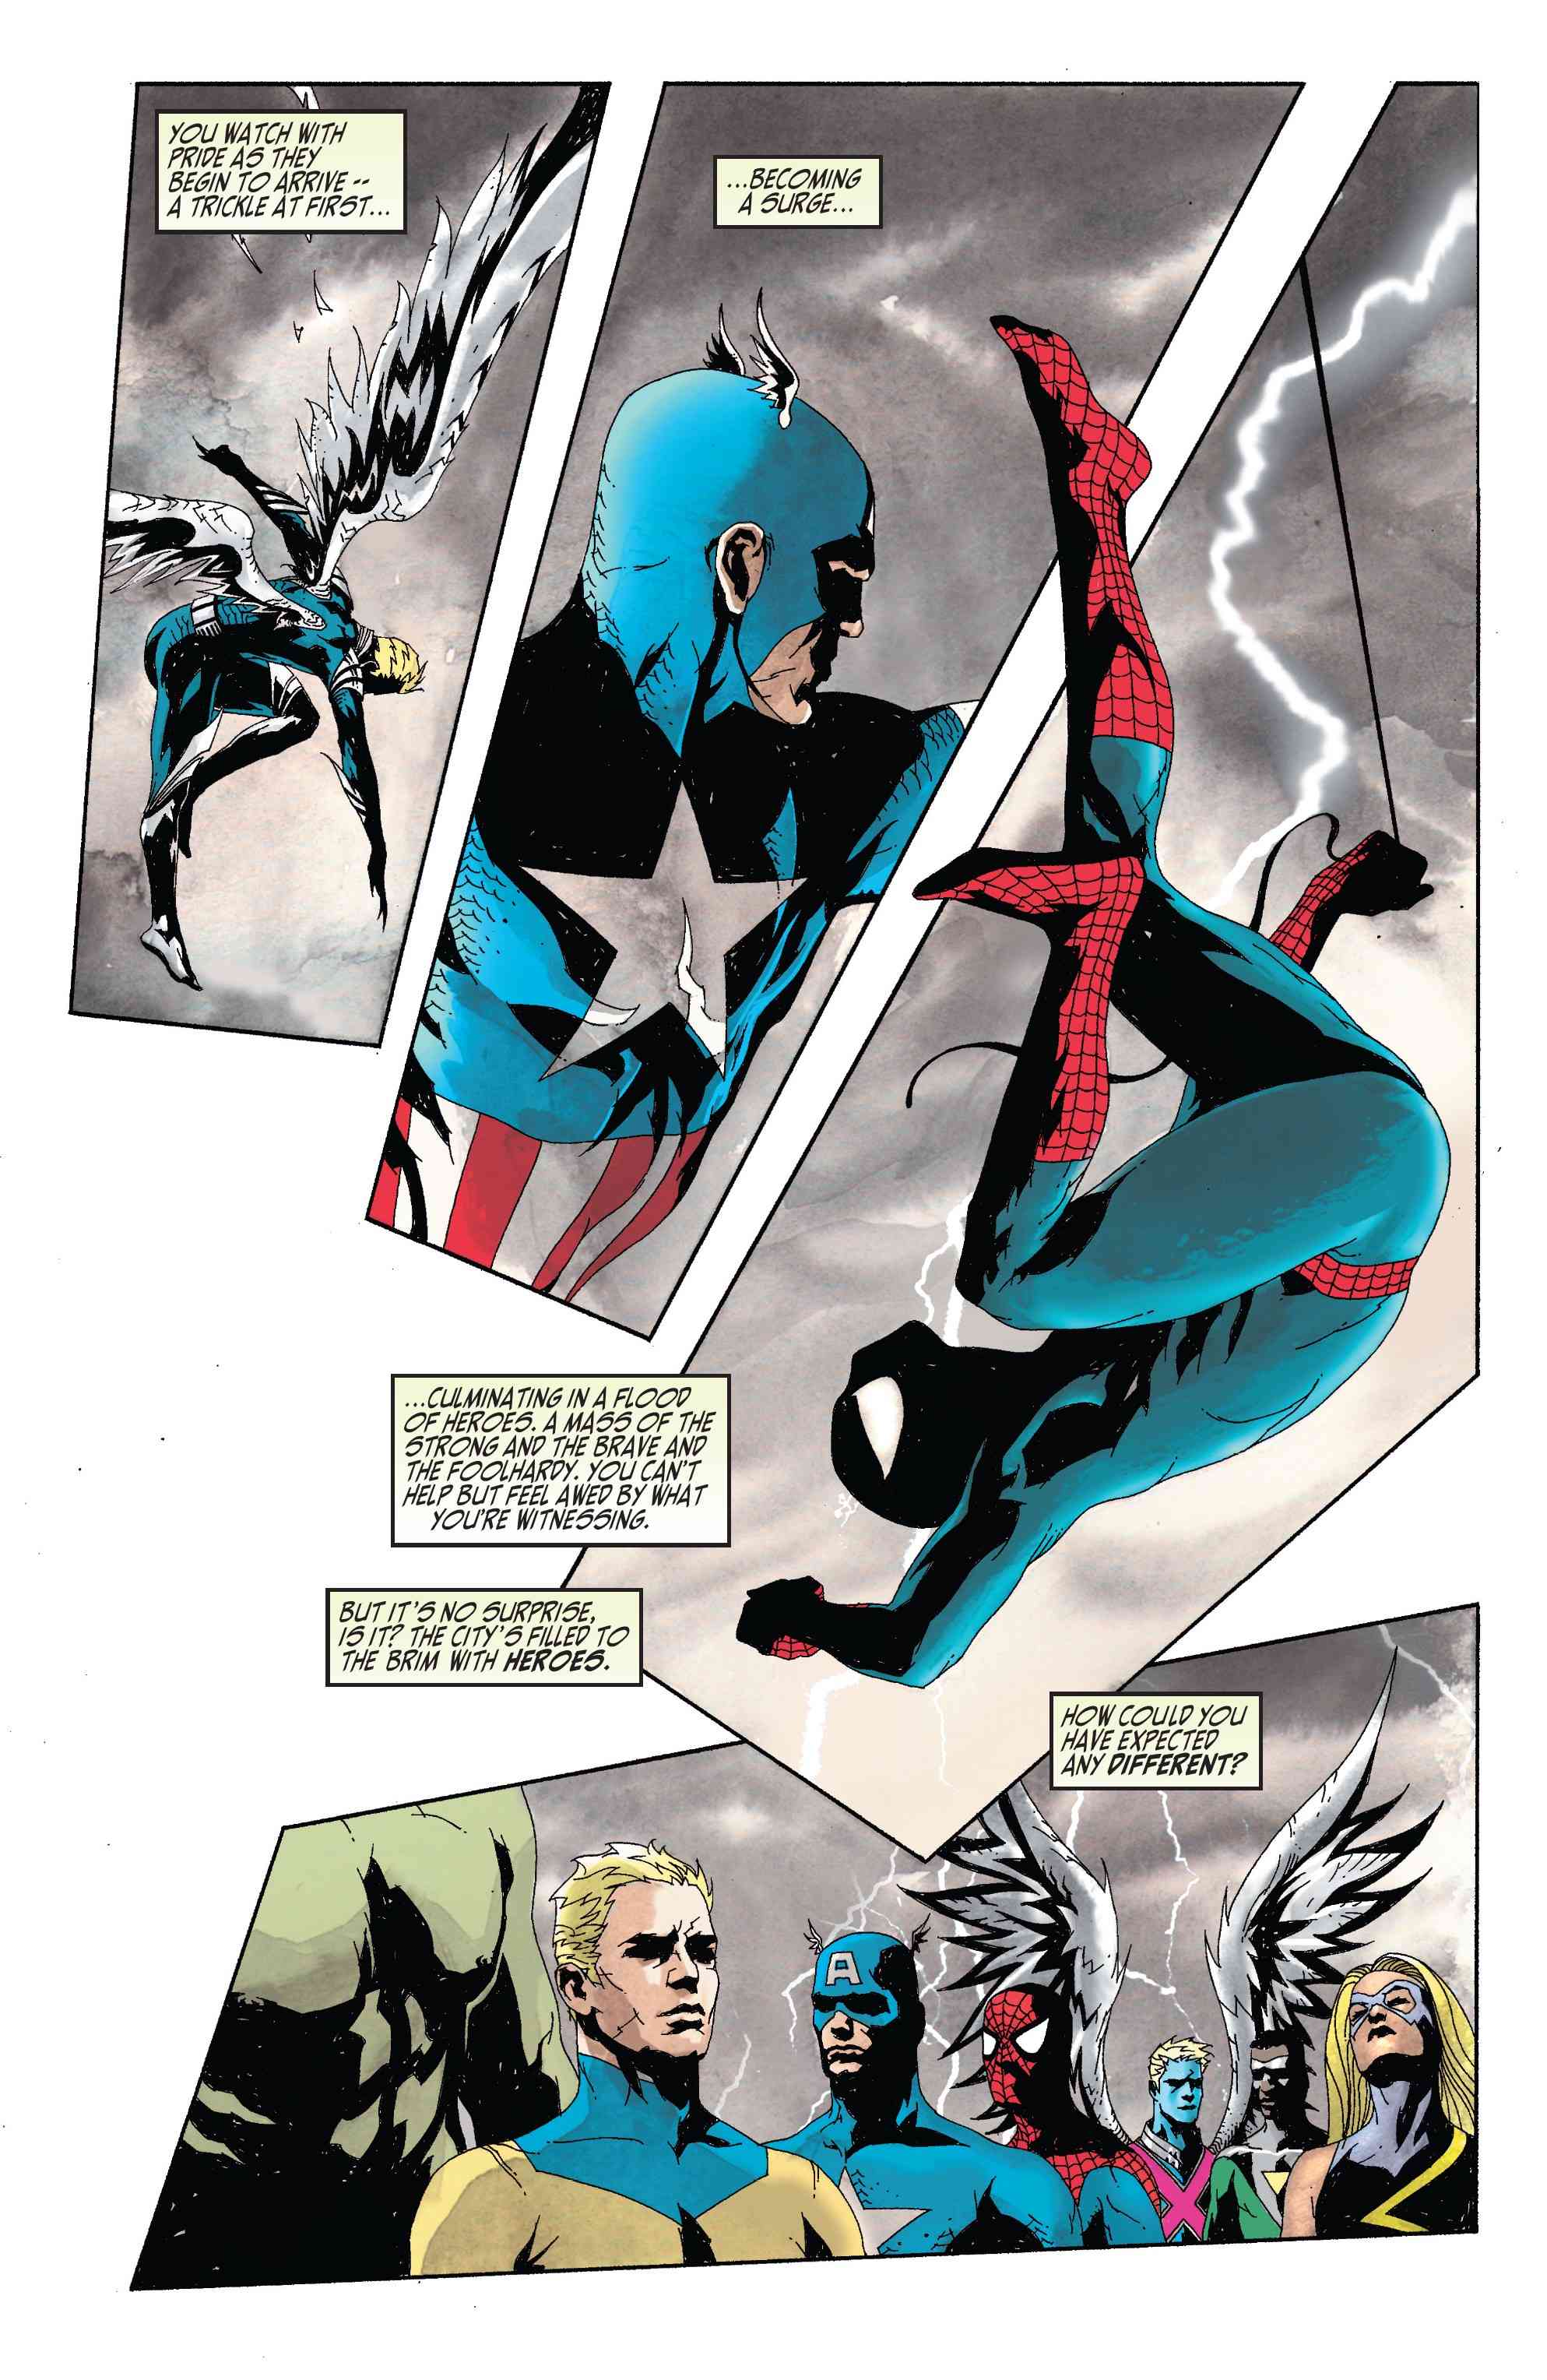 YOU WATCH WITH
PRIDE AS THEY
BEGIN TO ARRIVE --
A TRICKLE AT FIRST...
...BECOMING
A SURGE...
...CULMINATING IN A FLOOD
OF HEROES. A MASS OF THE
STRONG AND THE BRAVE AND
THE FOOLHARDY. YOU CAN'T
HELP BUT FEEL AWED BY WHAT
YOU'RE WITNESSING.
BUT IT'S NO SURPRISE,
IS IT? THE CITY'S FILLED TO
THE BRIM WITH HEROES.
HOW COULD YOU
HAVE EXPECTED
ANY DIFFERENT?
A